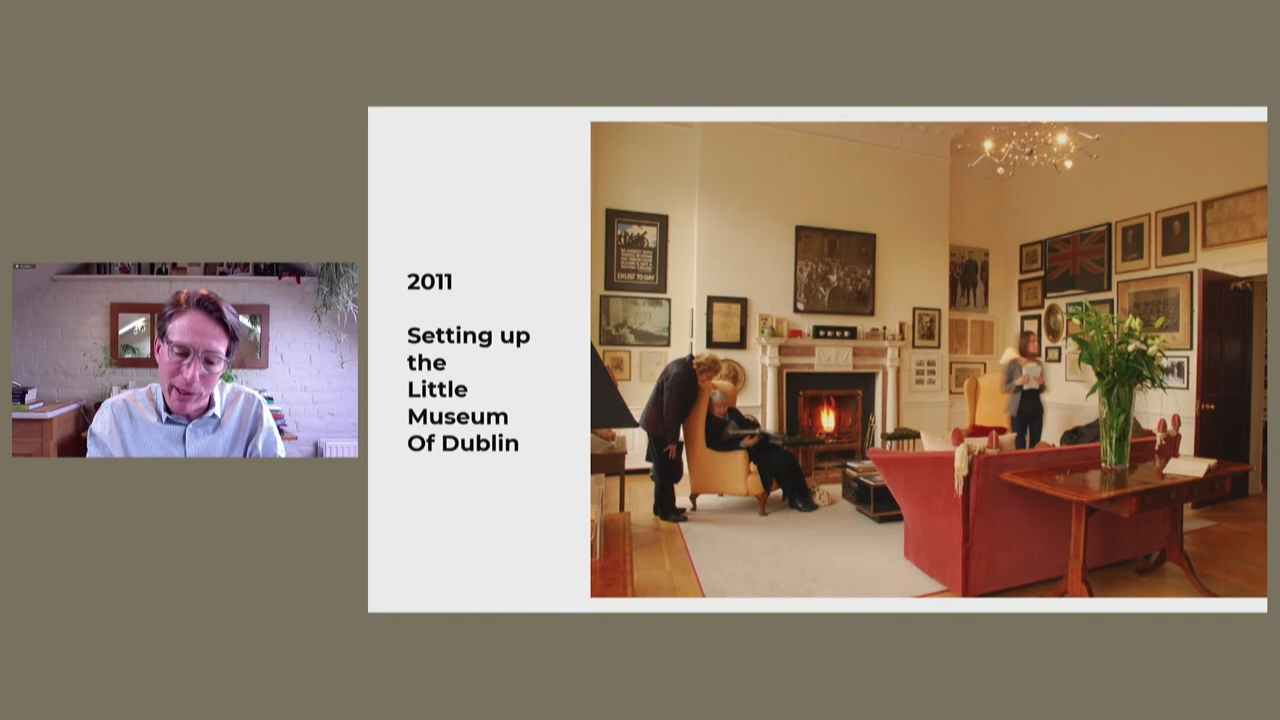 2011
Setting up
the
Little
Museum
Of Dublin
ENLIST TO-DAY